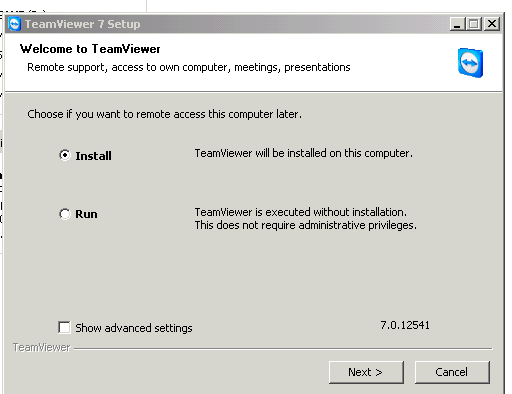 TeamViewer 7 Setup
Welcome to TeamViewer
Remote support, access to own computer, meetings, presentations
Choose if you want to remote access this computer later.
Install
TeamViewer will be installed on this computer.
Run
TeamViewer is executed without installation.
This does not require administrative privileges.
Show advanced settings
7.0.12541
TeamViewer
Next >
Cancel